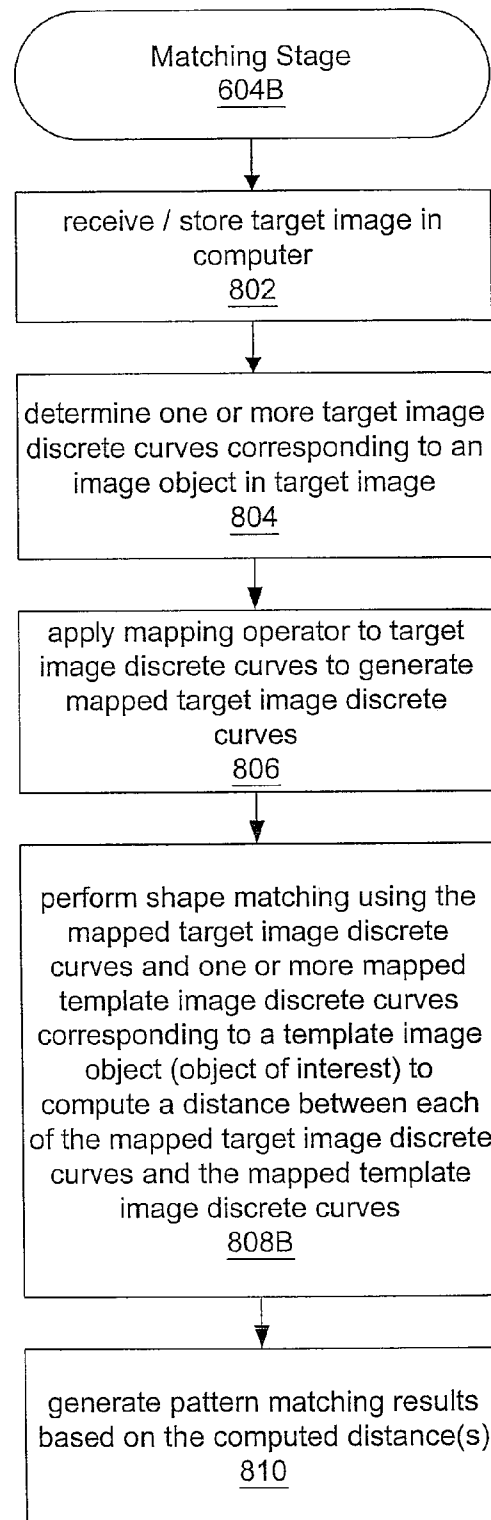 Matching Stage
604B
receive / store target image in
computer
802
determine one or more target image
discrete curves corresponding to an
image object in target image
804
apply mapping operator to target
image discrete curves to generate
mapped target image discrete
curves
806
perform shape matching using the
mapped target image discrete
curves and one or more mapped
template image discrete curves
corresponding to a template image
object (object of interest) to
compute a distance between each
of the mapped target image discrete
curves and the mapped template
image discrete curves
808B
generate pattern matching results
based on the computed distance(s)
810